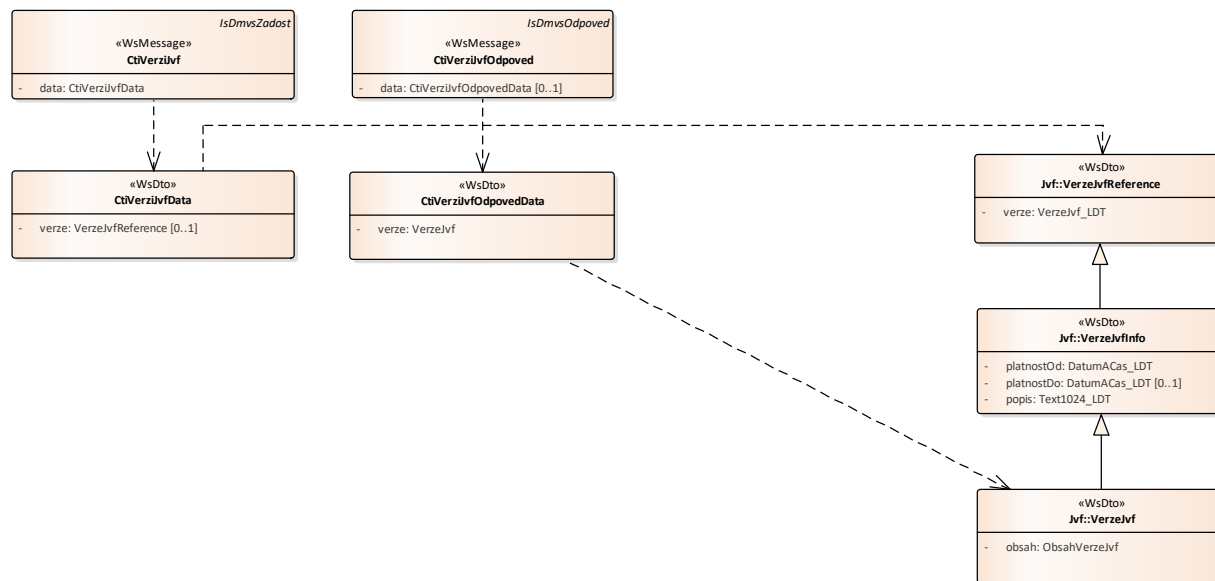 IsDmvsZadost
«WsMessage»
CtiVerziJvf
- data: CtiVerziJvfData
IsDmvsOdpoved
«WsMessage»
CtiVerziJvfOdpoved
- data: CtiVerziJvfOdpovedData [0..1]
«WsDto»
CtiVerziJvfData
- verze: VerzeJvfReference [0..1]
«WsDto»
CtiVerziJvfOdpovedData
- verze: VerzeJvf
«WsDto»
Jvf::VerzeJvfReference
- verze: VerzeJvf_LDT
«WsDto»
Jvf::VerzeJvfInfo
- platnostOd: DatumACas_LDT
- platnostDo: DatumACas_LDT [0..1]
- popis: Text1024_LDT
«WsDto»
Jvf::VerzeJvf
- obsah: ObsahVerzeJvf